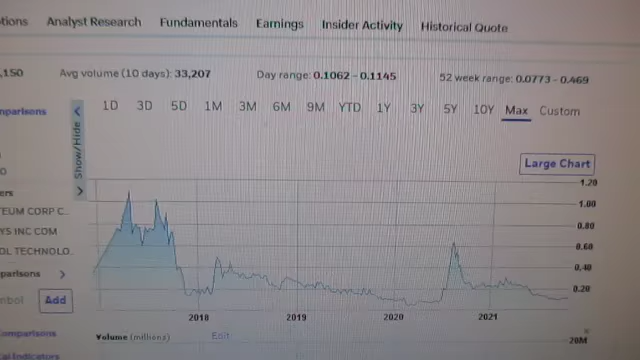 tions Analyst Research Fundamentals Earnings Insider Activity Historical Quote
,150 Avg volume (10 days): 33,207 Day range: 0.1062 - 0.1145 52 week range: 0.0773 - 0.469
mparisons
Show/Hide
1D 3D 5D 1M 3M 6M 9M YTD 1Y 3Y 5Y 10Y Max Custom
Large Chart
ers
TEUM CORP C..
YS INC COM
OL TECHNOLO..
parisons
mbol Add
1.20
1.00
0.80
0.60
0.40
0.20
2018 2019 2020 2021
Comparisons
Volume (millions) Edit
20M
cal Indicators